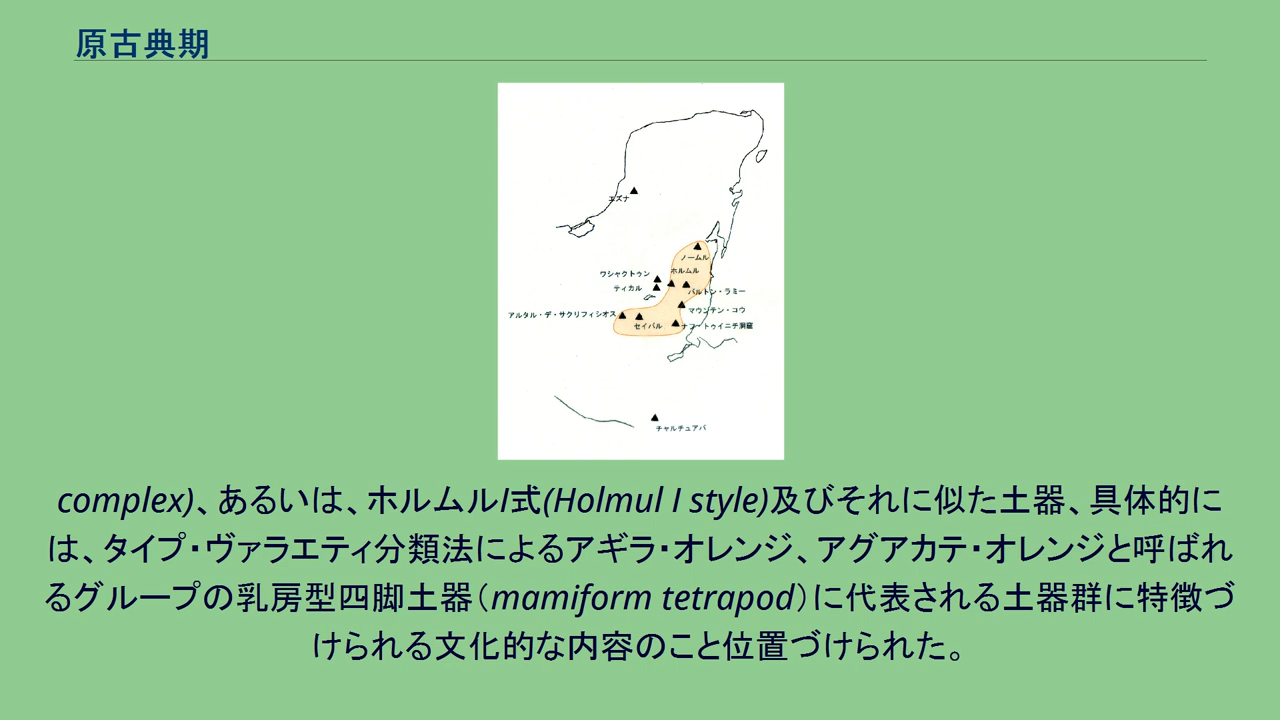 原古典期
エズナ
ノームル
ホルムル
ワシャクトゥン
ティカル
バルトン・ラミー
マウンテン・コウ
アルタル・デ・サクリフィシオス
セイバル
ナフ・トゥイニチ洞窟
チャルチュアパ
complex)、あるいは、ホルムルI式(Holmul I style)及びそれに似た土器、具体的に
は、タイプ・ヴァラエティ分類法によるアギラ・オレンジ、アグアカテ・オレンジと呼ばれ
るグループの乳房型四脚土器（mamiform tetrapod）に代表される土器群に特徴づ
けられる文化的な内容のこと位置づけられた。